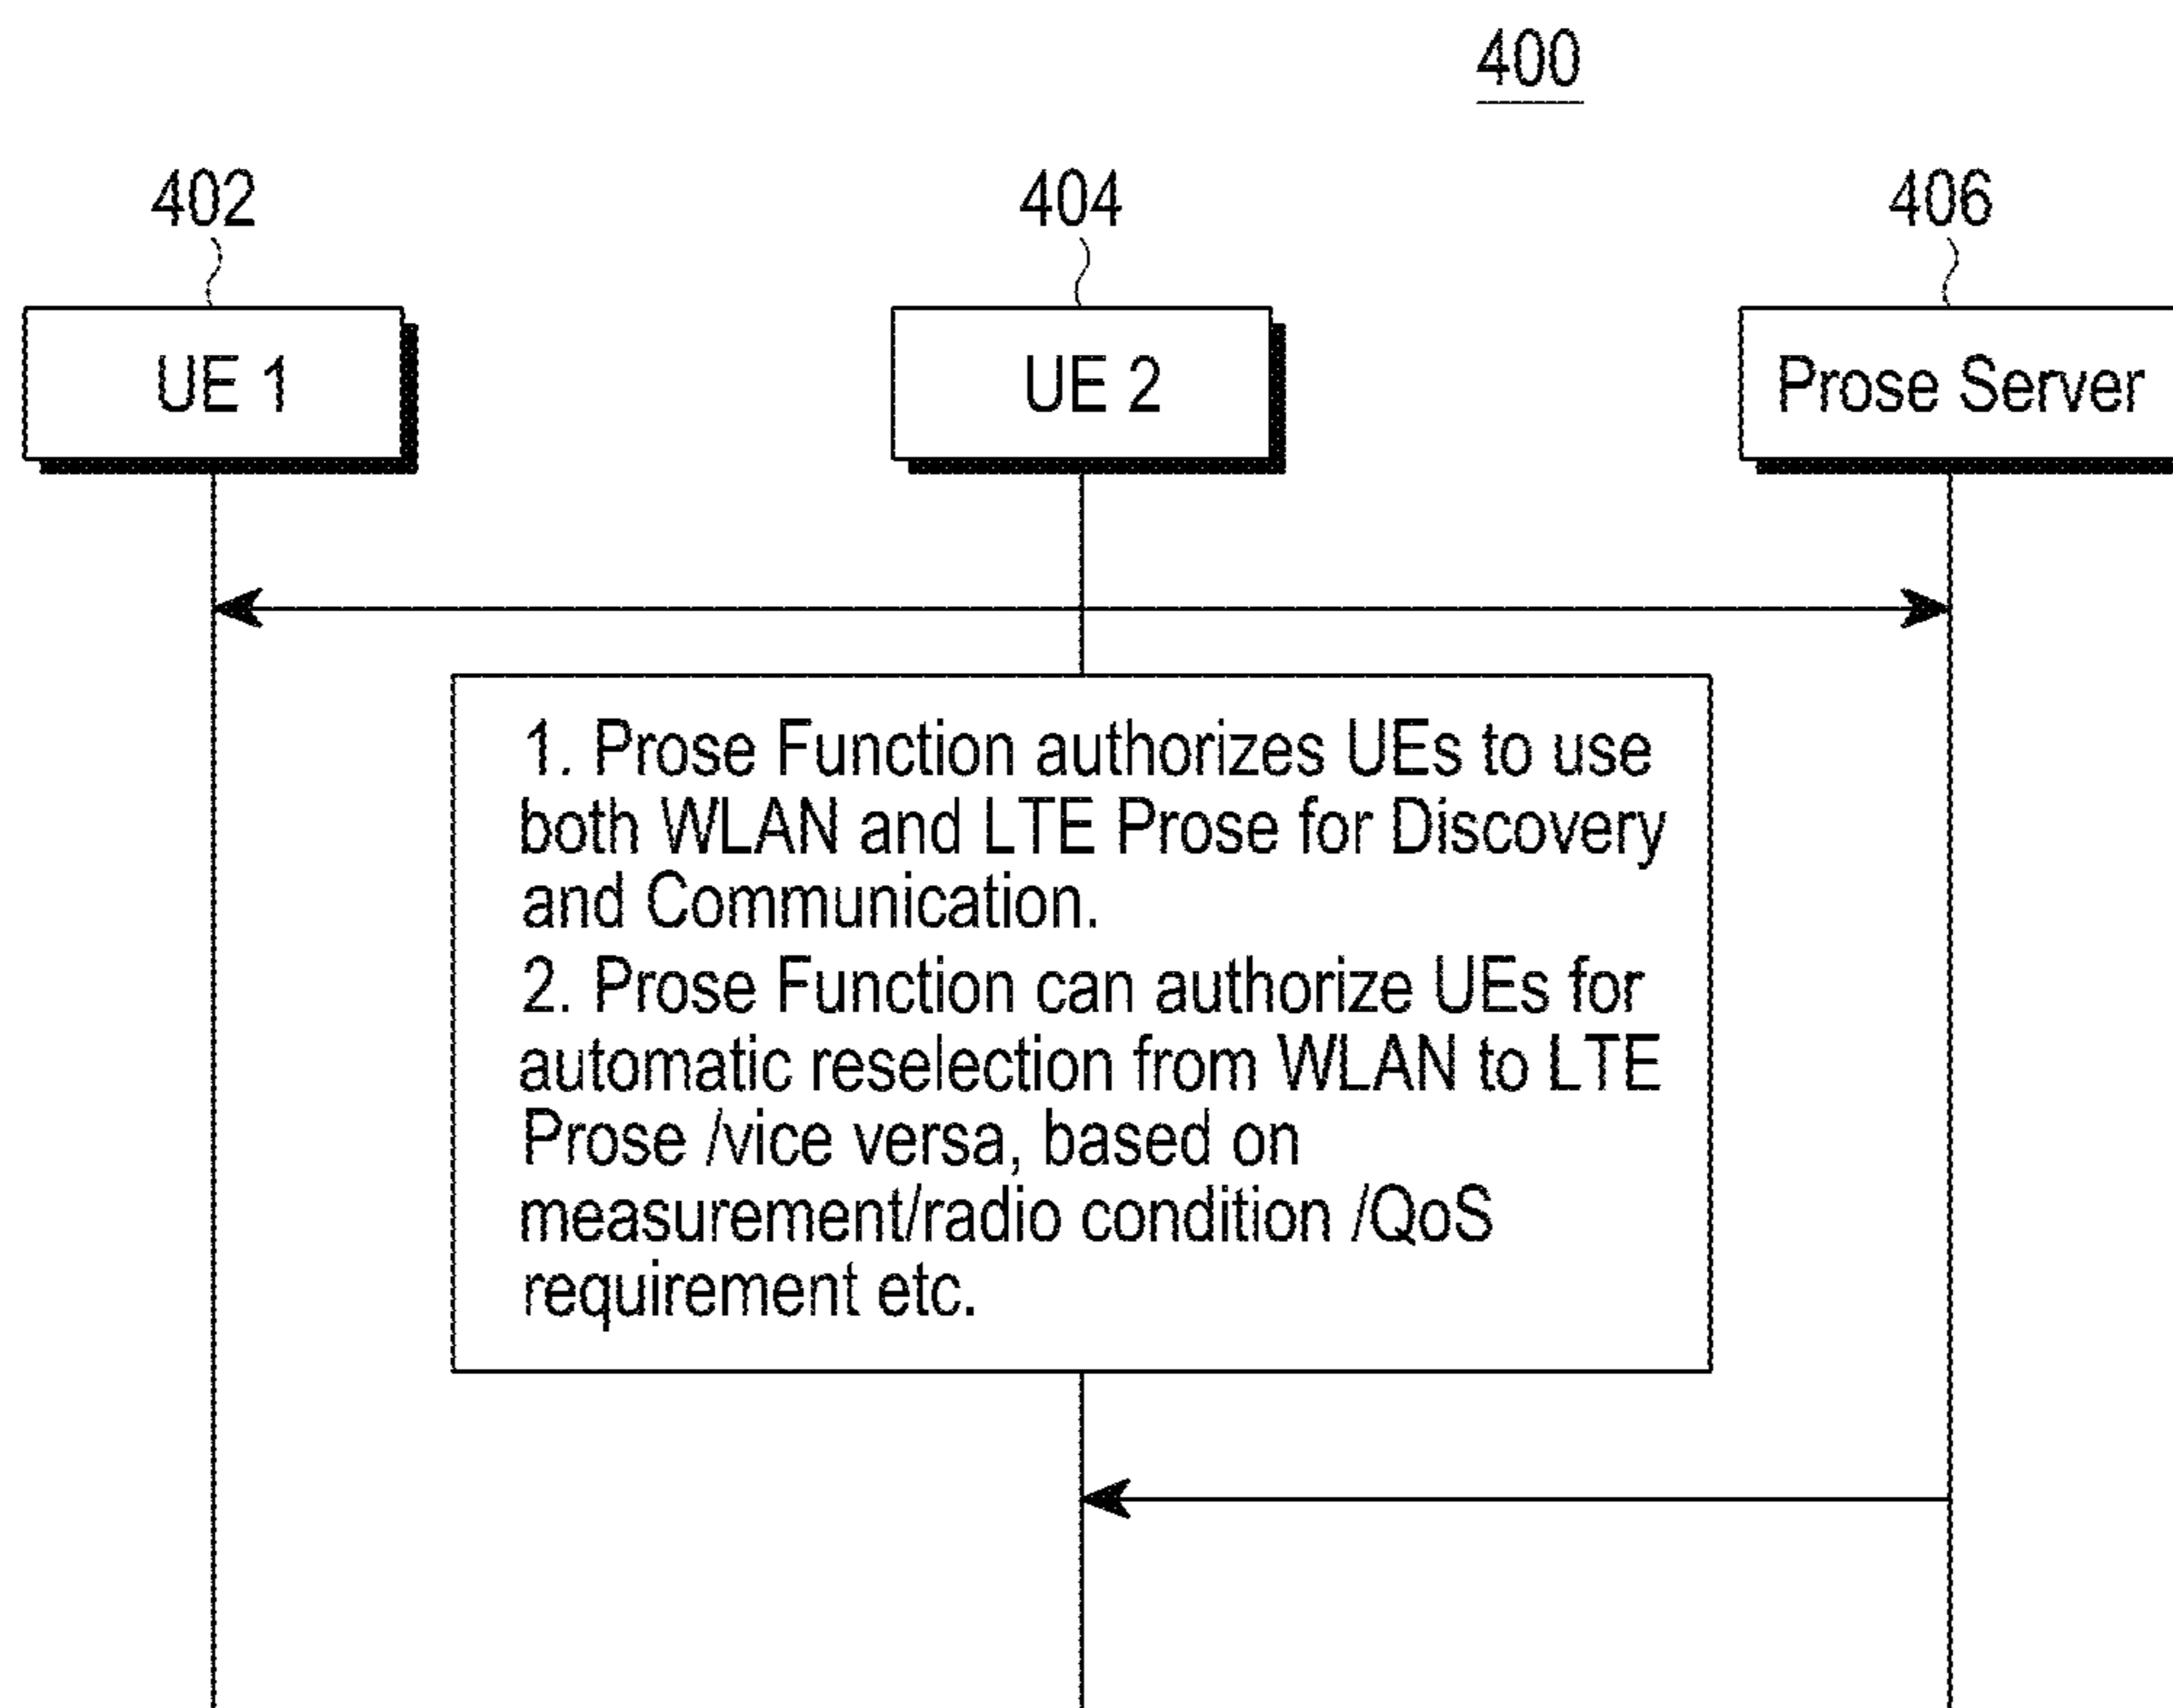 400
402
404
406
UE 1
UE 2
Prose Server
1. Prose Function authorizes UEs to use
both WLAN and LTE Prose for Discovery
and Communication.
2. Prose Function can authorize UEs for
automatic reselection from WLAN to LTE
Prose /vice versa, based on
measurement/radio condition /QoS
requirement etc.